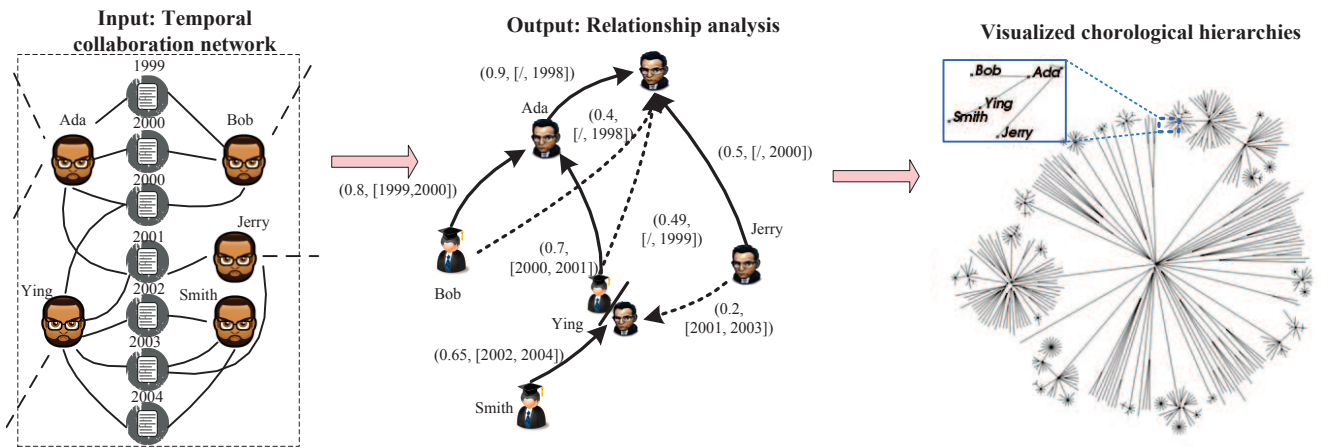 Input: Temporal
collaboration network
1999
Ada
Bob
2000
2000
Jerry
2001
Ying
Smith
2002
2003
2004
Output: Relationship analysis
(0.9, [/, 1998])
Ada
(0.4,
[/, 1998])
(0.5, [/, 2000])
(0.8, [1999,2000])
(0.49,
[/, 1999])
Jerry
(0.7,
[2000, 2001])
Bob
Ying
(0.2,
[2001, 2003])
(0.65, [2002, 2004])
Smith
Visualized chorological hierarchies
Bob
Ada
Ying
Smith
Jerry